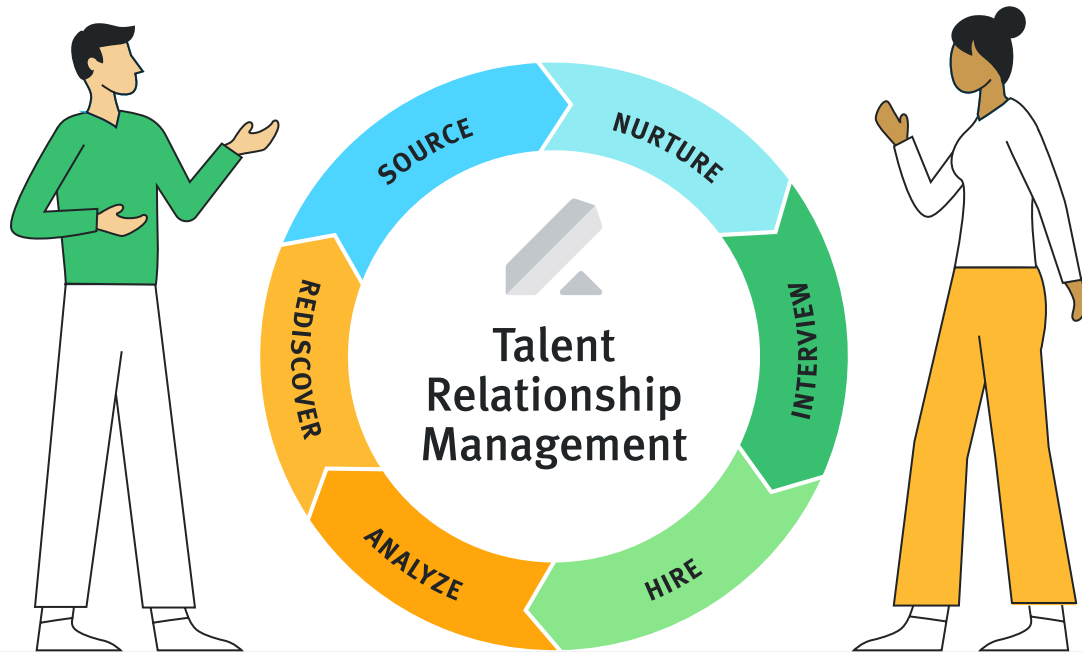 SOURCE
NURTURE
INTERVIEW
HIRE
ANALYZE
REDISCOVER
Talent
Relationship
Management